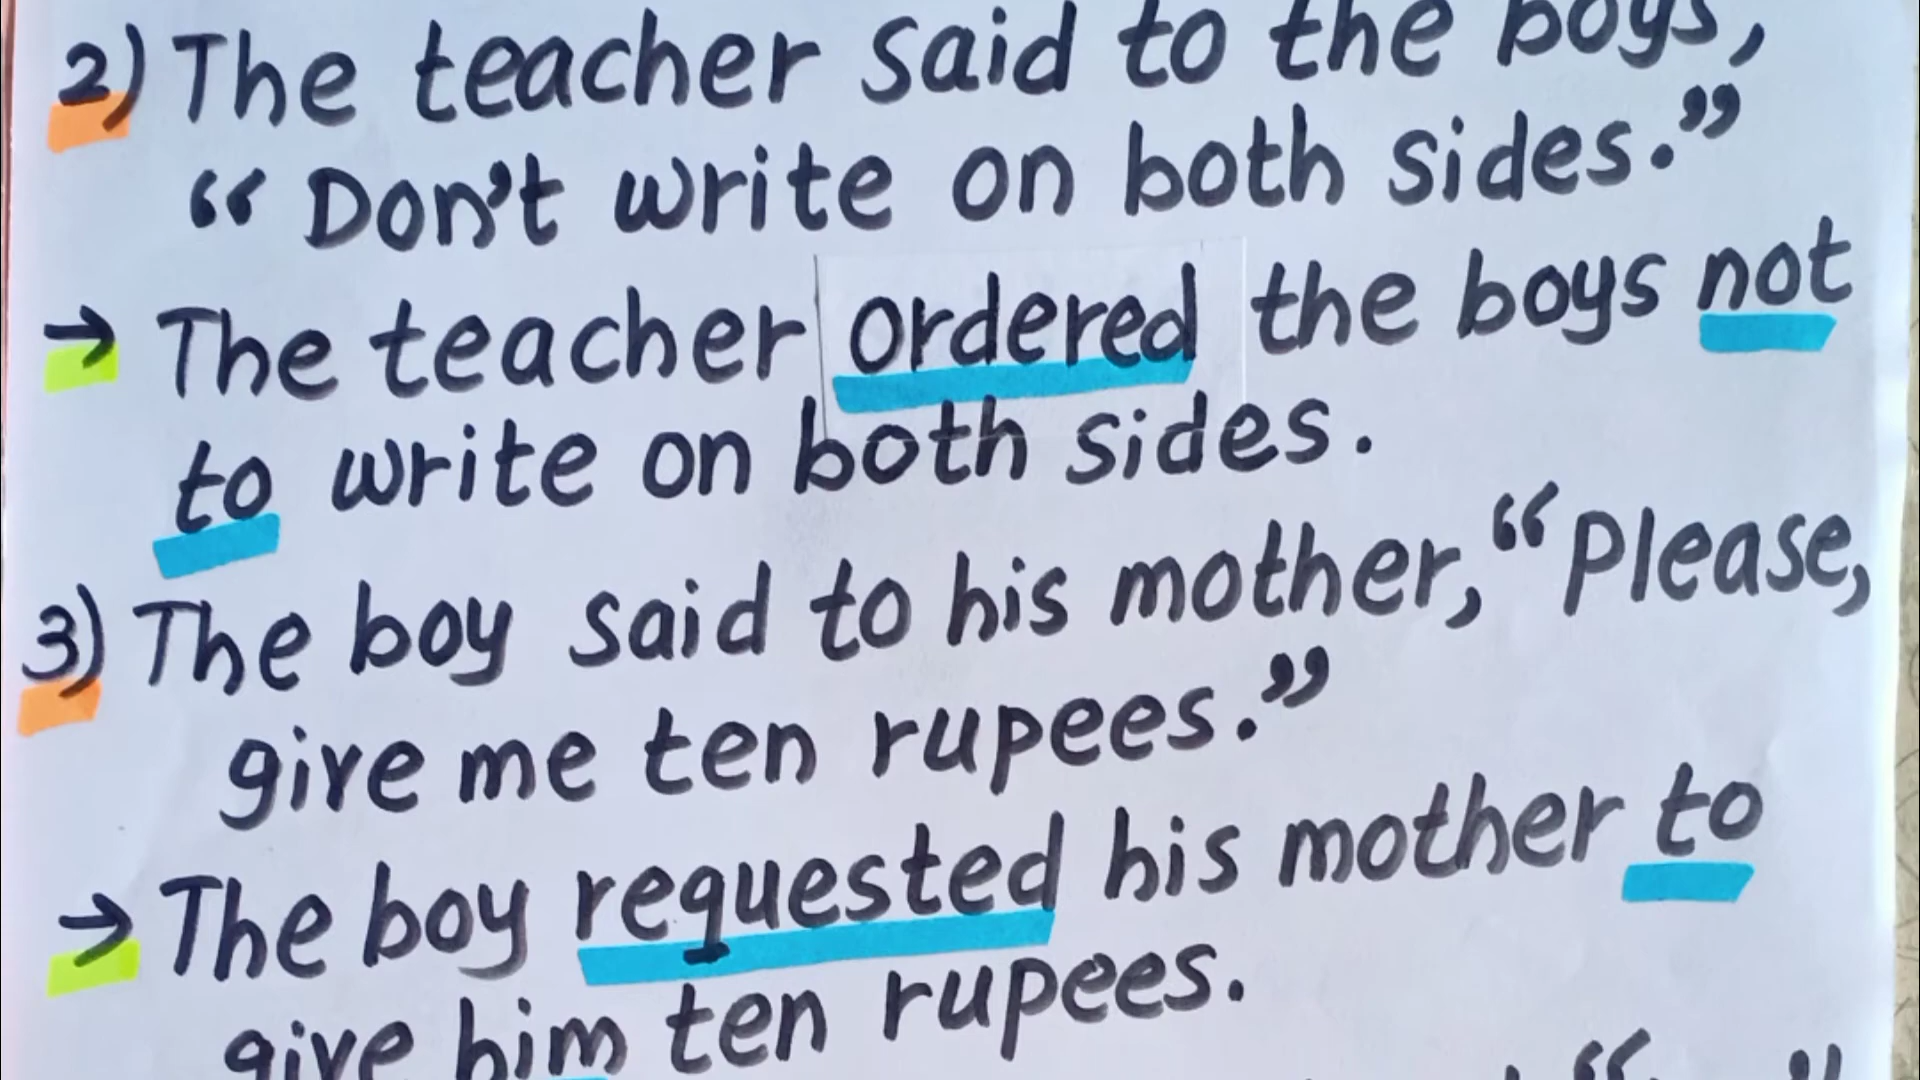 2) The teacher said to the boys,
“Don't write on both sides.”
→ The teacher ordered the boys not
to write on both sides.
3) The boy said to his mother, “Please,
give me ten rupees.”
→ The boy requested his mother to
give him ten rupees.